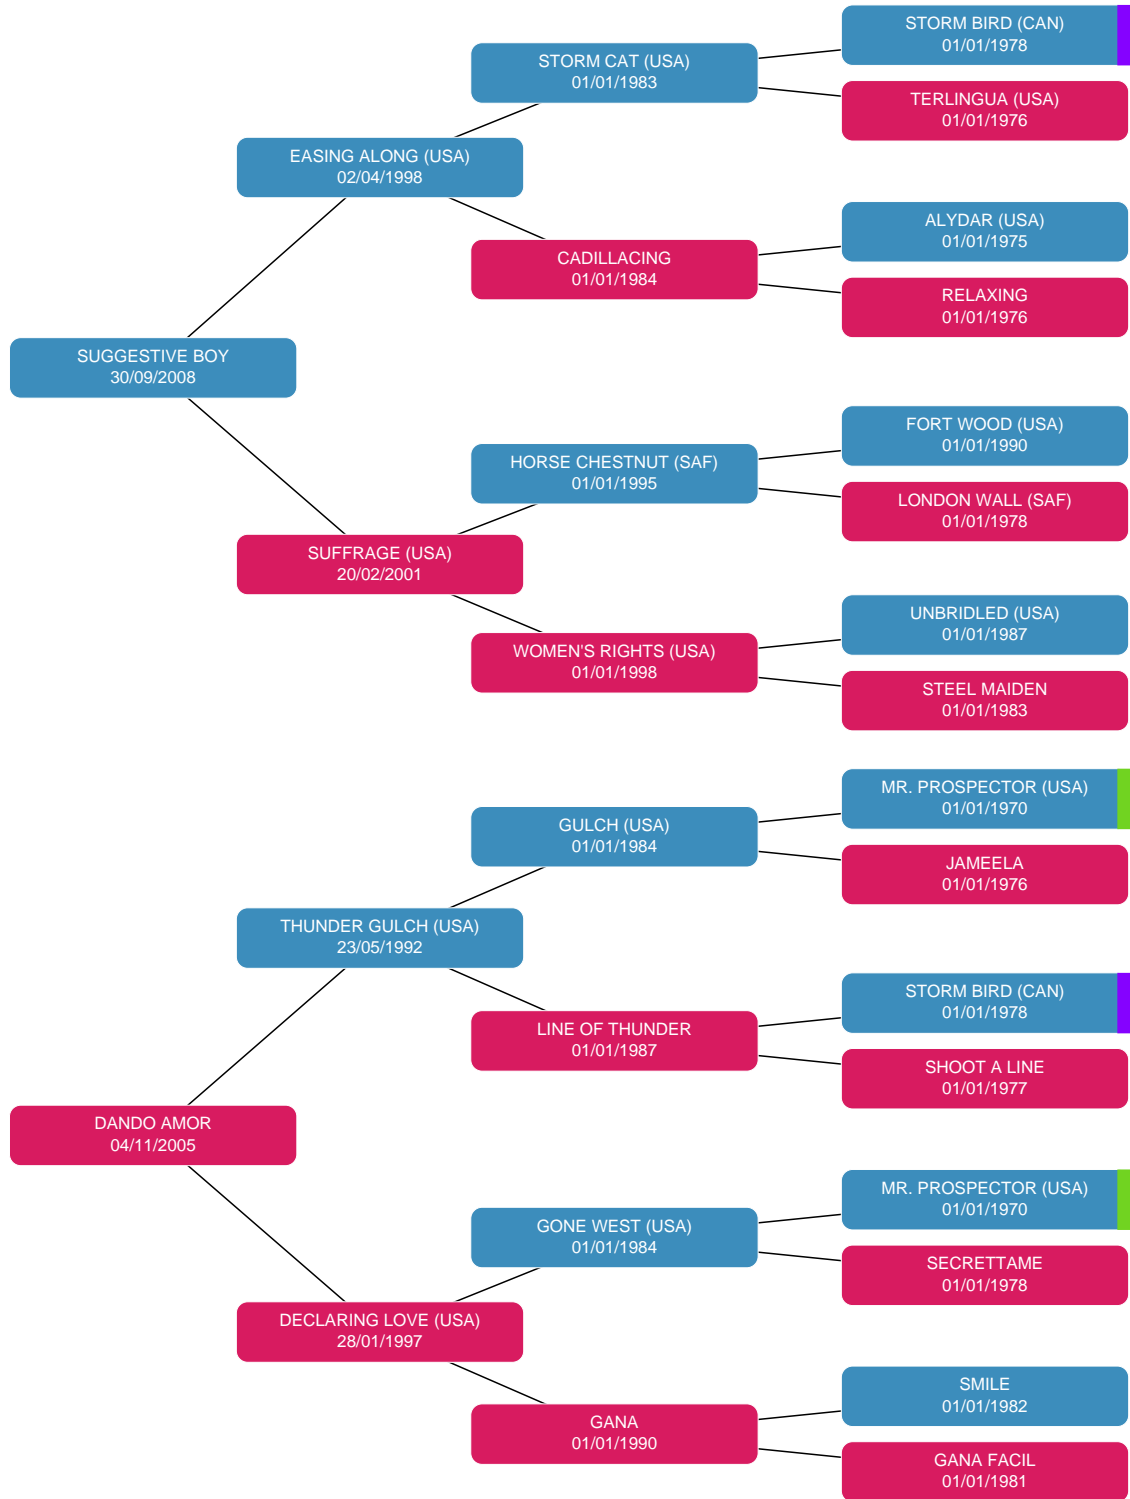 STORM BIRD (CAN)
01/01/1978
STORM CAT (USA)
01/01/1983
TERLINGUA (USA)
01/01/1976
EASING ALONG (USA)
02/04/1998
ALYDAR (USA)
01/01/1975
CADILLACING
01/01/1984
RELAXING
01/01/1976
SUGGESTIVE BOY
30/09/2008
FORT WOOD (USA)
01/01/1990
HORSE CHESTNUT (SAF)
01/01/1995
LONDON WALL (SAF)
01/01/1978
SUFFRAGE (USA)
20/02/2001
UNBRIDLED (USA)
01/01/1987
WOMEN'S RIGHTS (USA)
01/01/1998
STEEL MAIDEN
01/01/1983
MR. PROSPECTOR (USA)
01/01/1970
GULCH (USA)
01/01/1984
JAMEELA
01/01/1976
THUNDER GULCH (USA)
23/05/1992
STORM BIRD (CAN)
01/01/1978
LINE OF THUNDER
01/01/1987
SHOOT A LINE
01/01/1977
DANDO AMOR
04/11/2005
MR. PROSPECTOR (USA)
01/01/1970
GONE WEST (USA)
01/01/1984
SECRETTAME
01/01/1978
DECLARING LOVE (USA)
28/01/1997
SMILE
01/01/1982
GANA
01/01/1990
GANA FACIL
01/01/1981